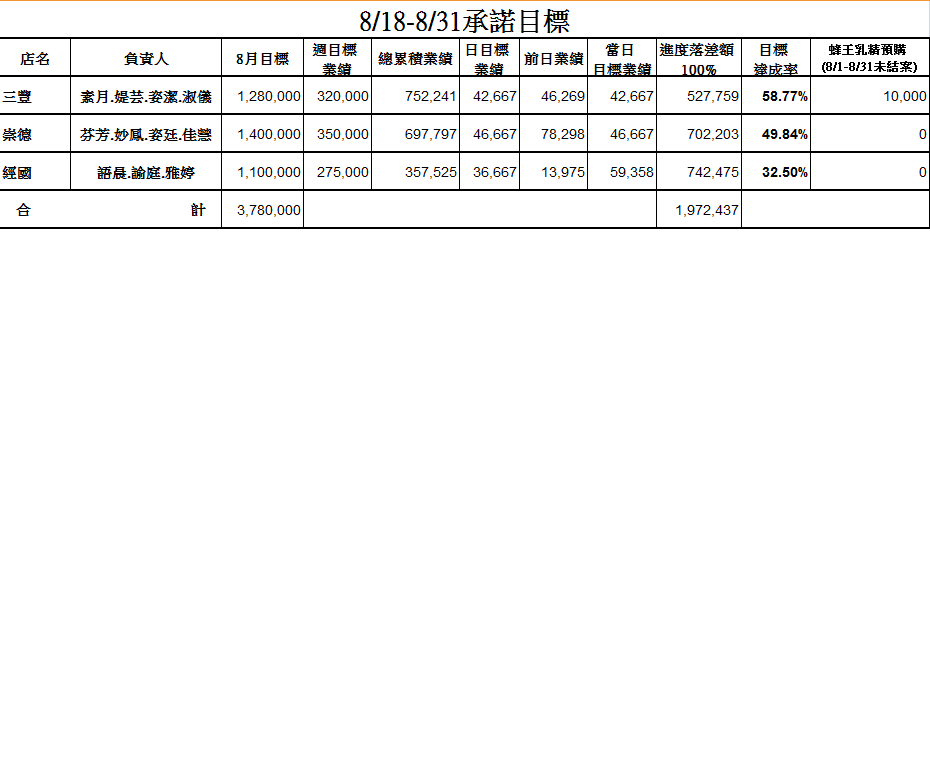 8/18-8/31承諾目標
店名 負責人 8月目標 週目標業績 總累積業績 日目標業績 前日業績 當日目標業績 進度落差額100% 目標達成率 蜂王乳精預購(8/1-8/31未結案)
三豐 素月.媞芸.姿潔.淑儀 1,280,000 320,000 752,241 42,667 46,269 42,667 527,759 58.77% 10,000
崇德 芬芳.妙鳳.姿廷.佳慧 1,400,000 350,000 697,797 46,667 78,298 46,667 702,203 49.84% 0
經國 語晨.諭庭.雅婷 1,100,000 275,000 357,525 36,667 13,975 59,358 742,475 32.50% 0
合計 3,780,000 1,972,437